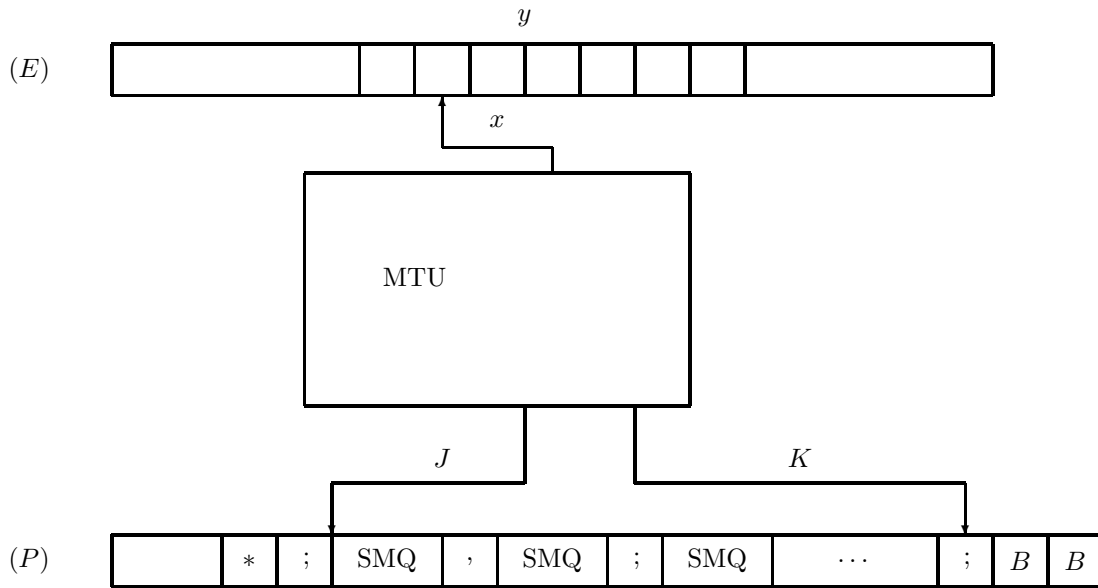 y
(E)
x
MTU
J K
(P) * ; SMQ , SMQ ; SMQ ··· ; B B